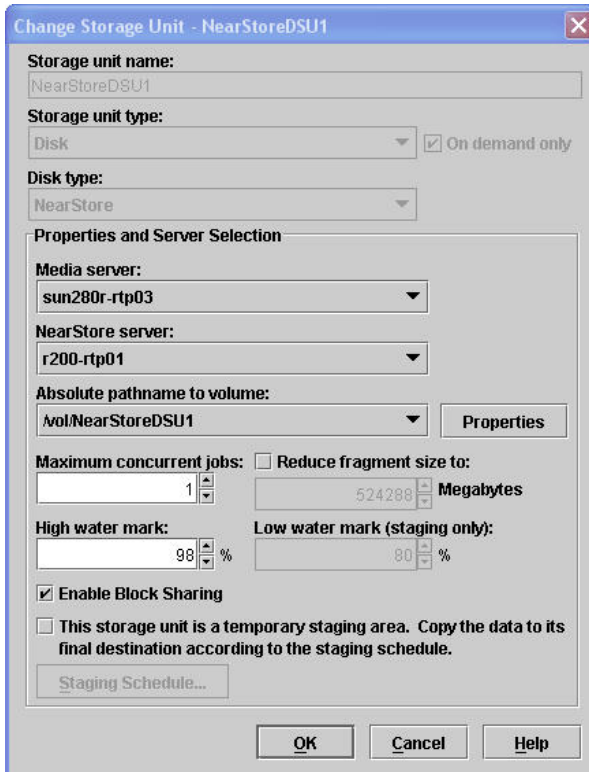 Change Storage Unit - NearStoreDSU1
Storage unit name:
NearStoreDSU1
Storage unit type:
Disk
On demand only
Disk type:
NearStore
Properties and Server Selection
Media server:
sun280r-rtp03
NearStore server:
r200-rtp01
Absolute pathname to volume:
/vol/NearStoreDSU1
Properties
Maximum concurrent jobs:
Reduce fragment size to:
1
524288
Megabytes
High water mark:
Low water mark (staging only):
98
%
80
%
Enable Block Sharing
This storage unit is a temporary staging area. Copy the data to its
final destination according to the staging schedule.
Staging Schedule...
OK
Cancel
Help